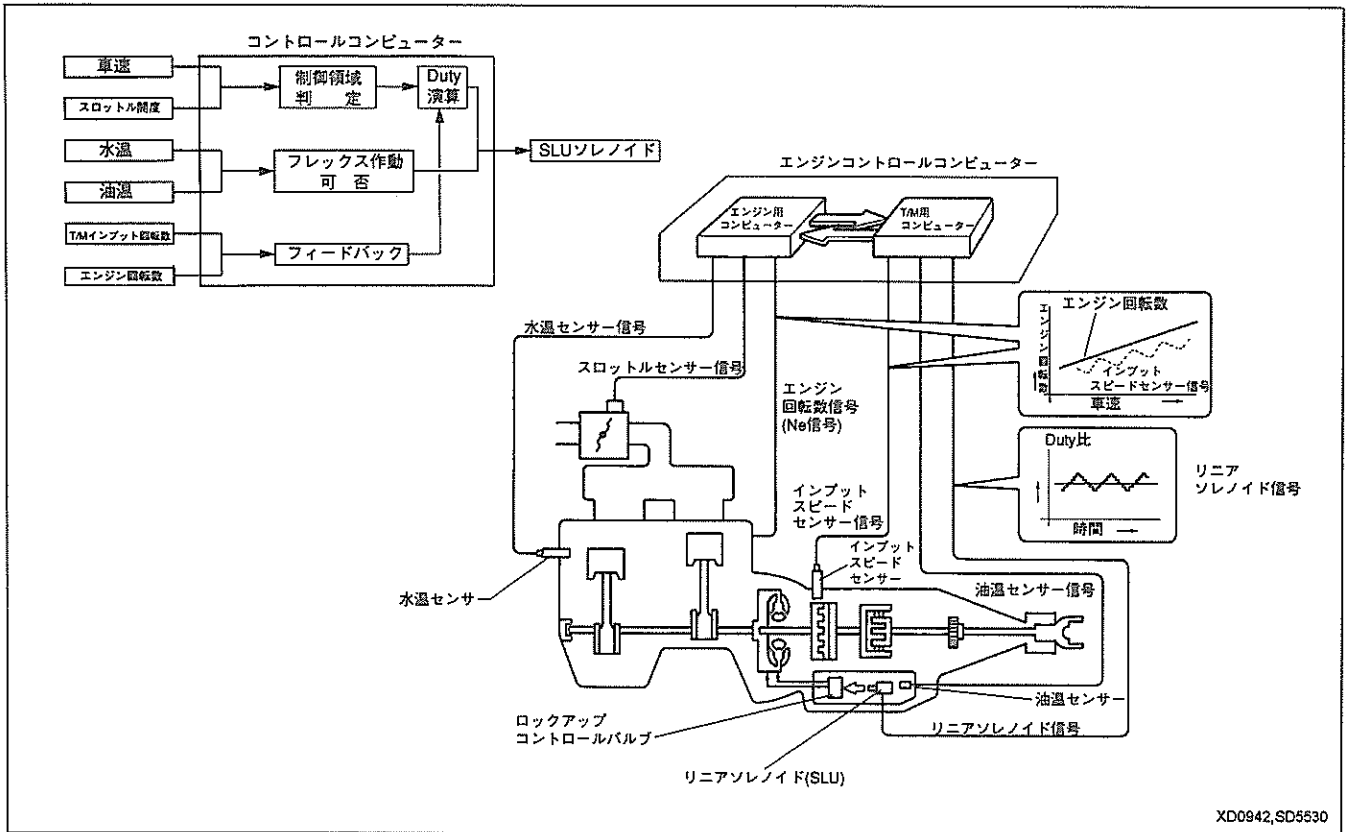 コントロールコンピューター
車速
スロットル開度
水温
油温
T/Mインプット回転数
エンジン回転数
制御領域
判　定
Duty
演算
フレックス作動
可　否
フィードバック
SLUソレノイド
エンジンコントロールコンピューター
エンジン用
コンピューター
T/M用
コンピューター
水温センサー信号
スロットルセンサー信号
エンジン
回転数信号
(Ne信号)
エンジン回転数
エンジン回転数
インプット
スピードセンサー信号
車速
Duty比
時間
リニア
ソレノイド信号
インプット
スピード
センサー信号
インプット
スピード
センサー
油温センサー信号
水温センサ
油温センサー
ロックアップ
コントロールバルブ
リニアソレノイド信号
リニアソレノイド(SLU)
XD0942,SD5530